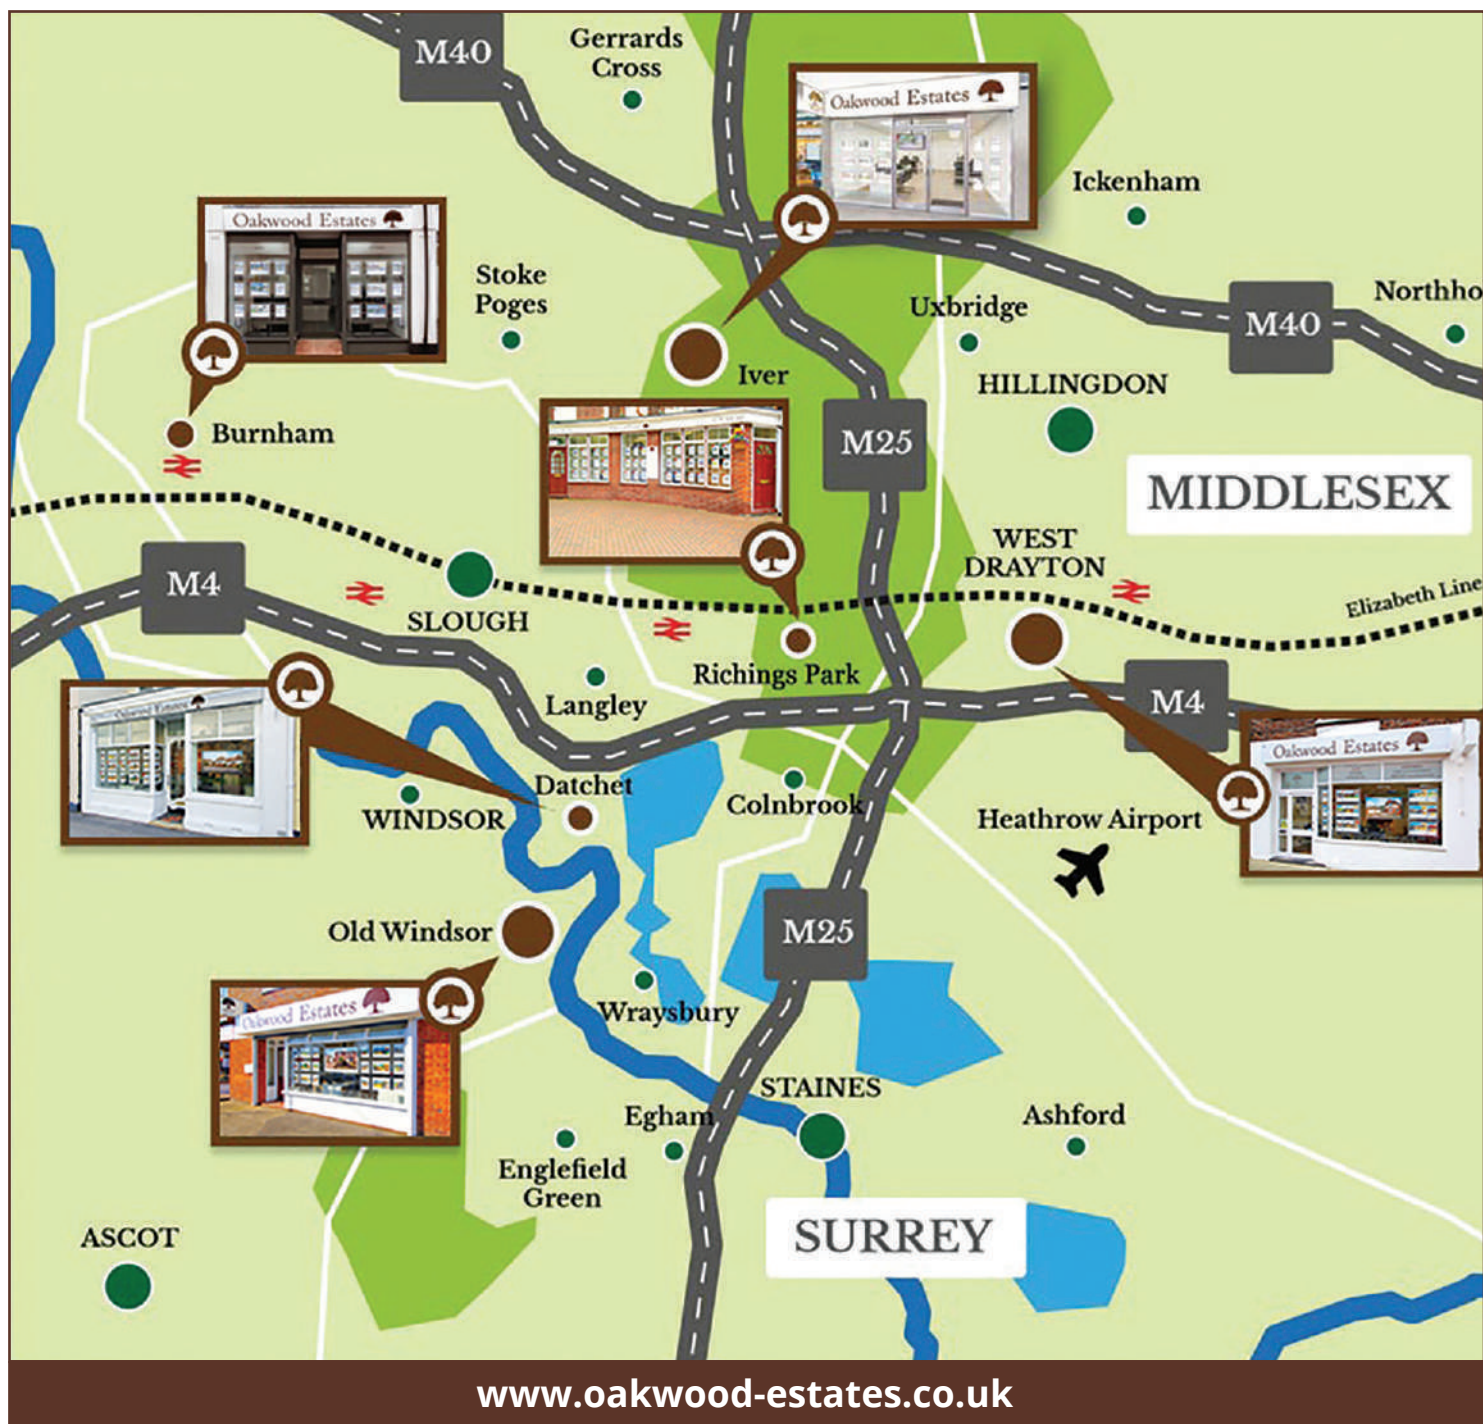 M40
Gerrards
Cross
Oakwood Estates
Ickenham
Oakwood Estates
Stoke
Poges
Uxbridge
Northho
M40
Iver
HILLINGDON
Burnham
M25
MIDDLESEX
WEST
DRAYTON
M4
Elizabeth Line
SLOUGH
Richings Park
Langley
M4
Oakwood Estates
Oakwood Estates
Datchet
WINDSOR
Colnbrook
Heathrow Airport
Old Windsor
M25
Oakwood Estates
Wraysbury
STAINES
Egham
Ashford
Englefield
Green
SURREY
ASCOT
www.oakwood-estates.co.uk